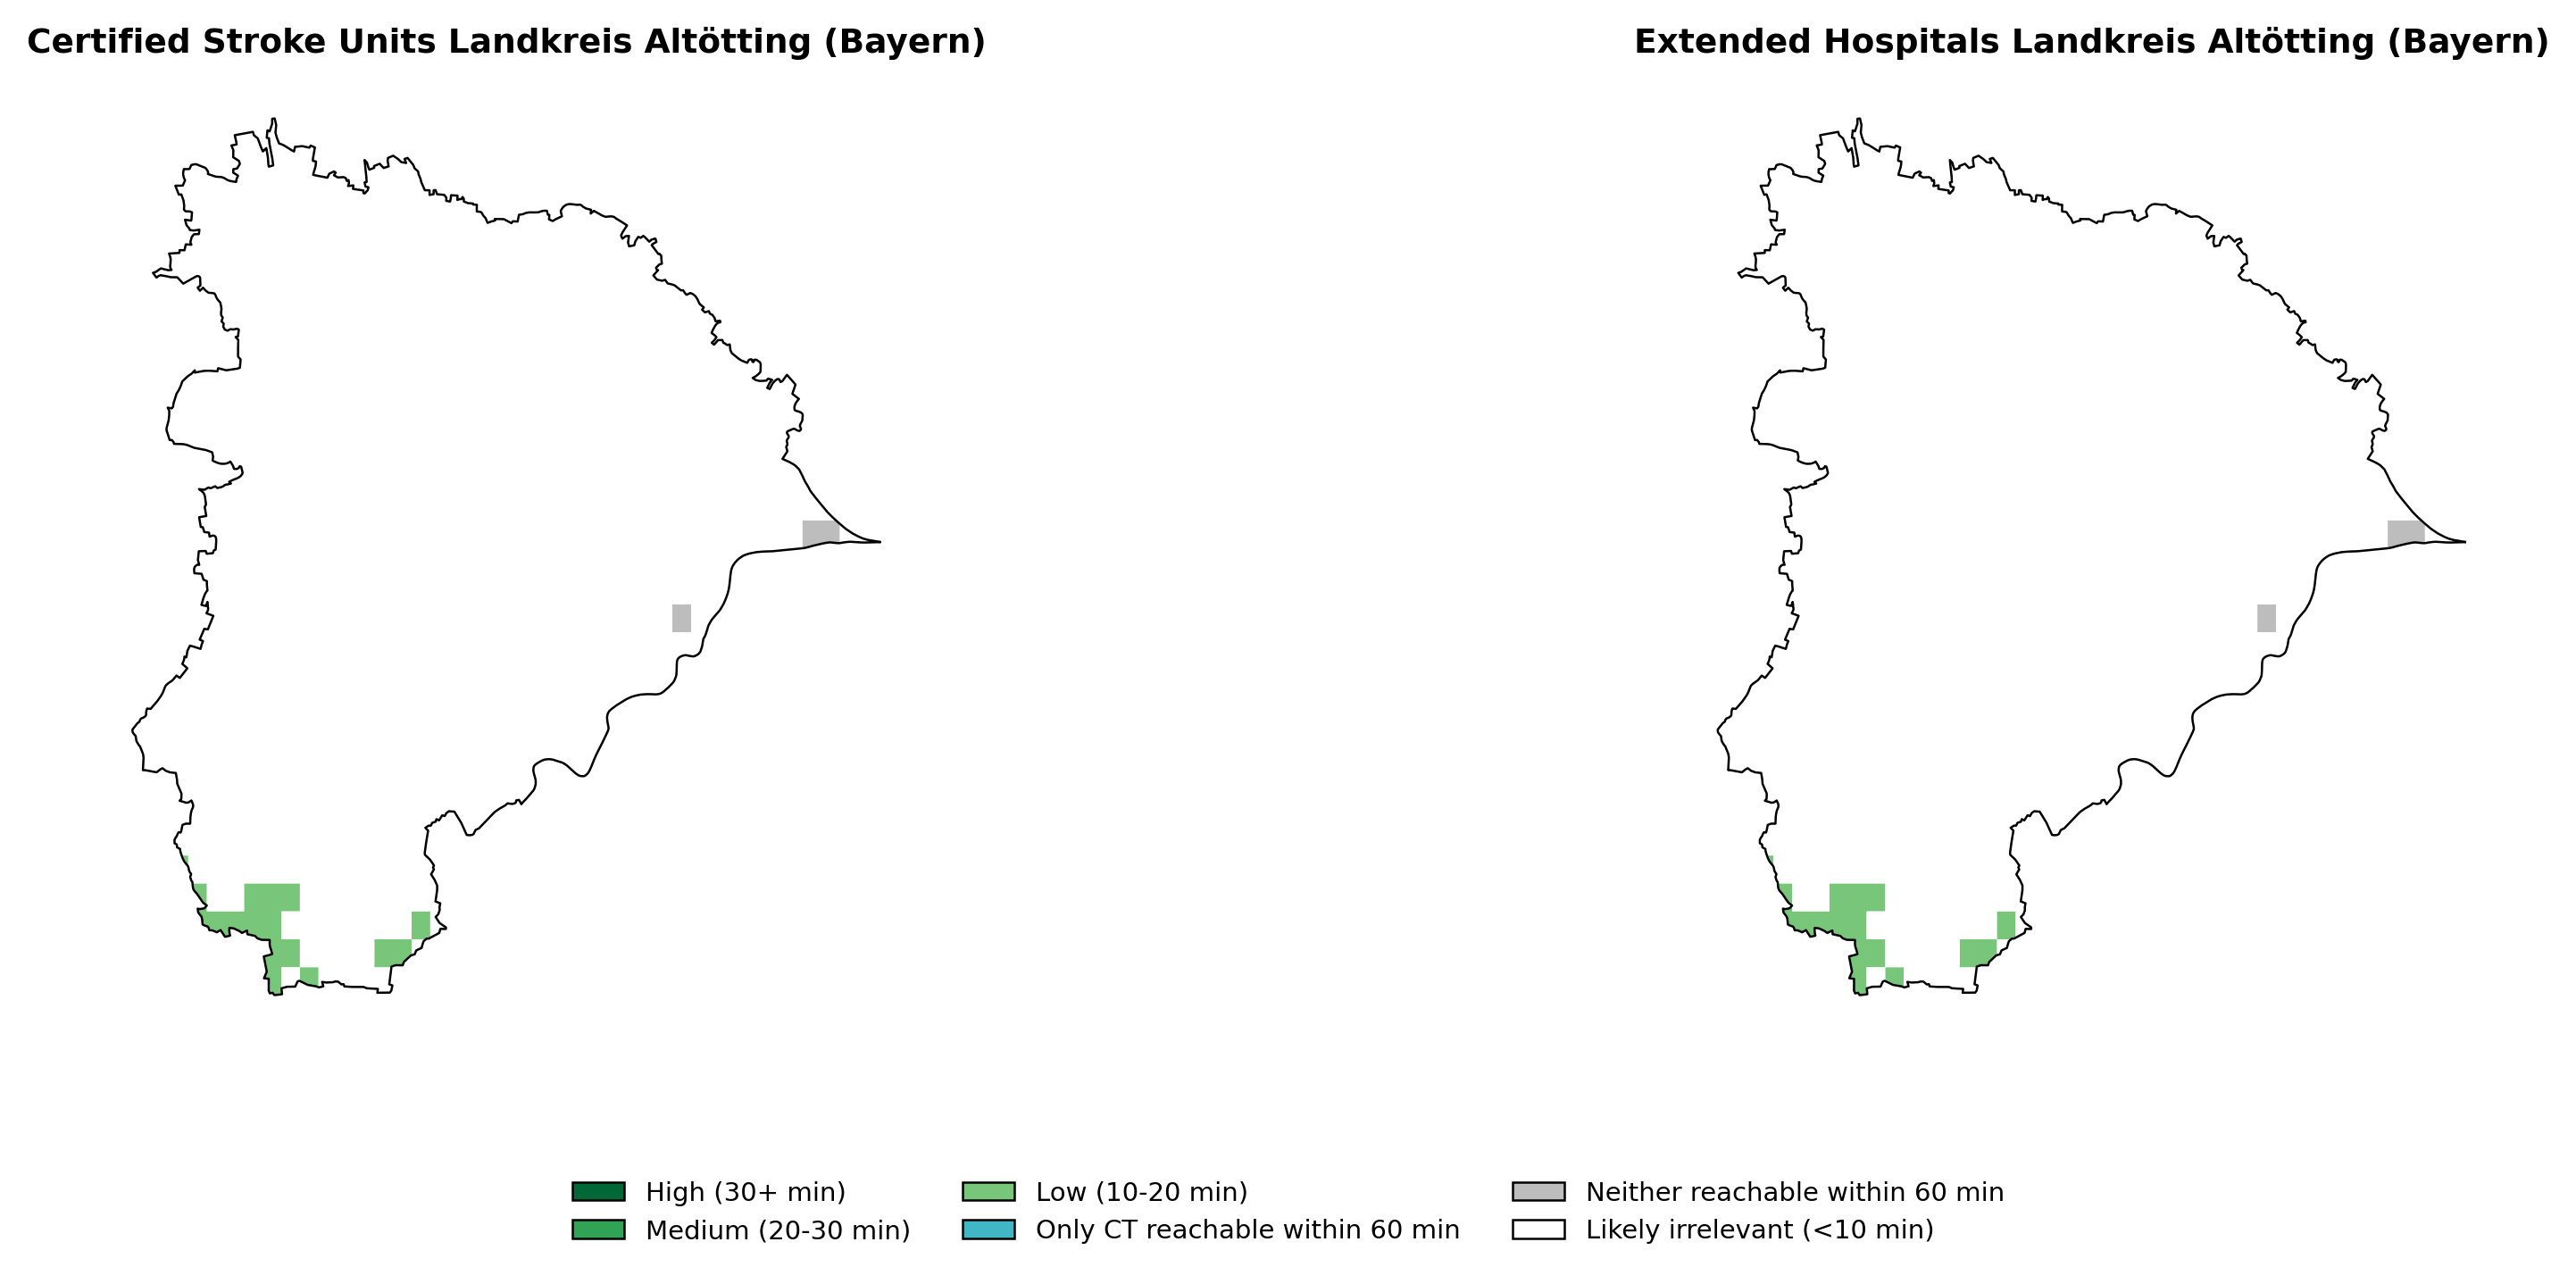 Certified Stroke Units Landkreis Altötting (Bayern)
Extended Hospitals Landkreis Altötting (Bayern)
High (30+ min)
Medium (20-30 min)
Low (10-20 min)
Only CT reachable within 60 min
Neither reachable within 60 min
Likely irrelevant (<10 min)